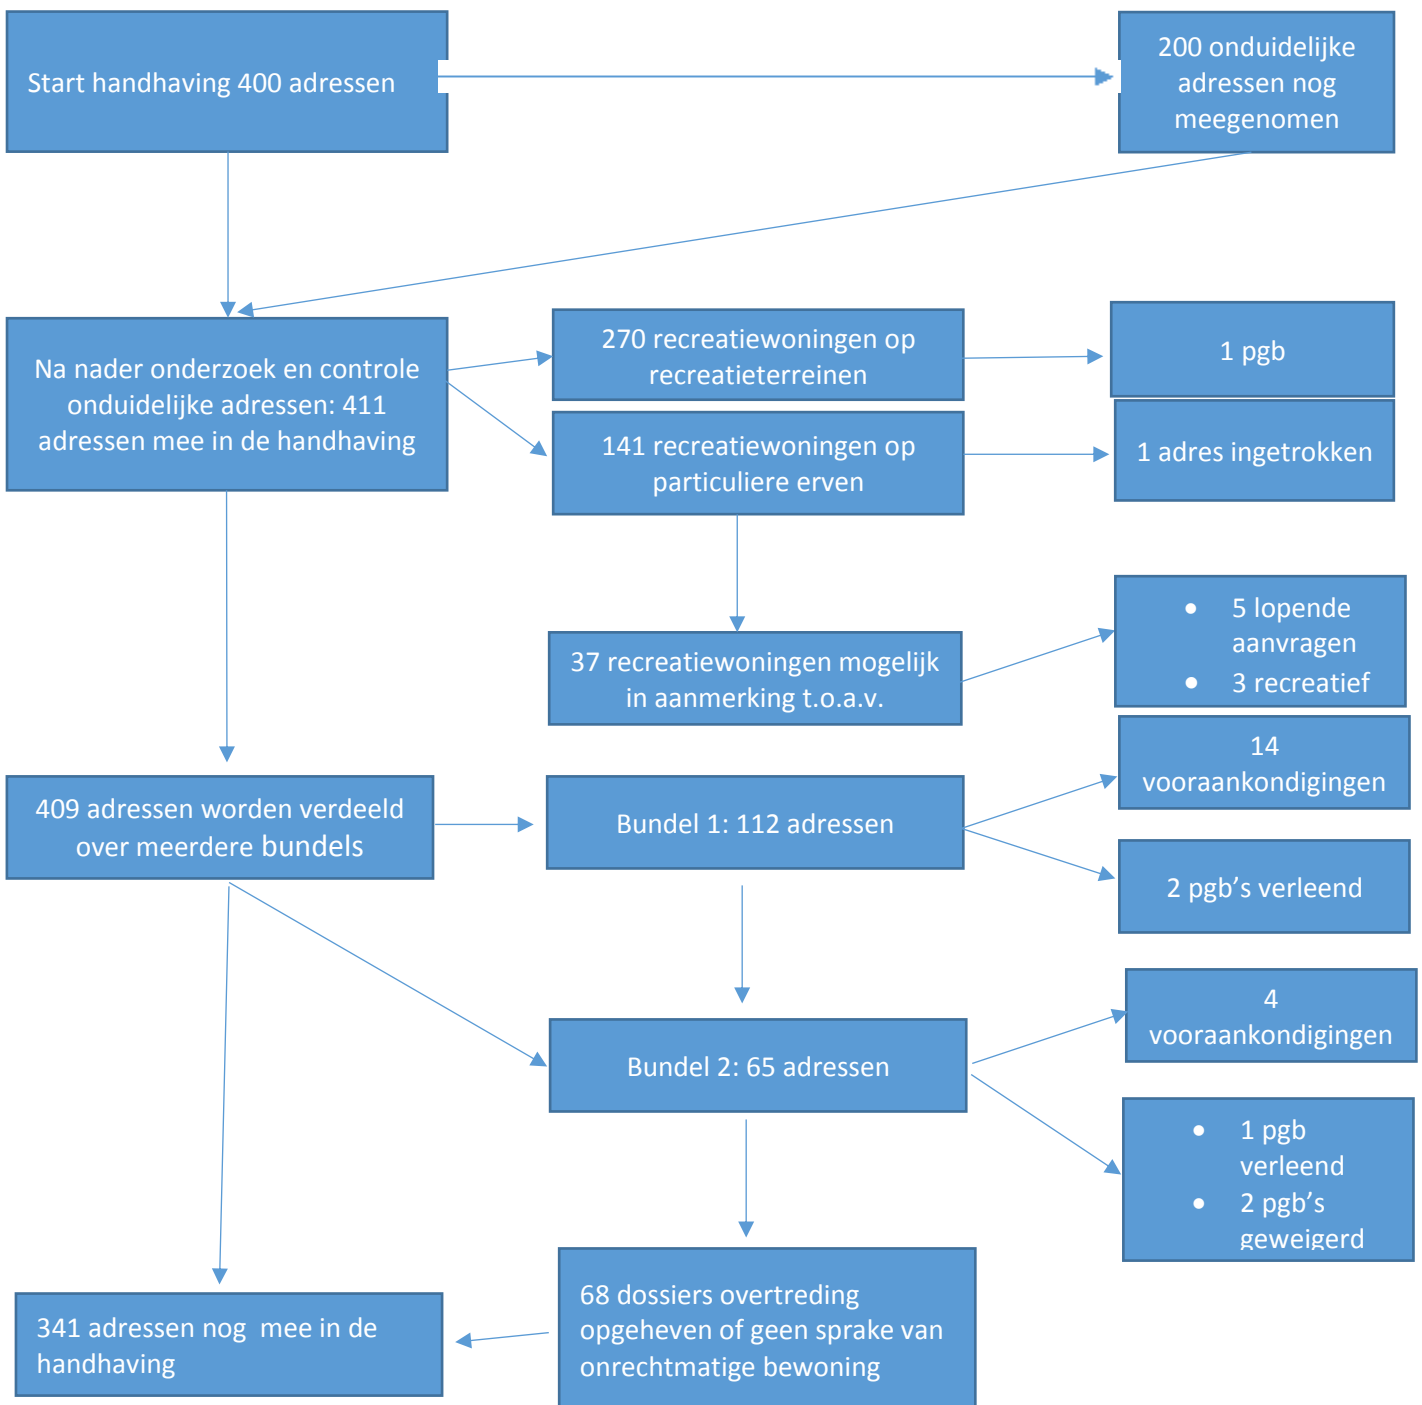 Start handhaving 400 adressen
200 onduidelijke
adressen nog
meegenomen
Na nader onderzoek en controle
onduidelijke adressen: 411
adressen mee in de handhaving
270 recreatiewoningen op
recreatieterreinen
1 pgb
141 recreatiewoningen op
particuliere erven
1 adres ingetrokken
37 recreatiewoningen mogelijk
in aanmerking t.o.a.v.
• 5 lopende
aanvragen
• 3 recreatief
409 adressen worden verdeeld
over meerdere bundels
Bundel 1: 112 adressen
14
vooraankondigingen
2 pgb’s verleend
Bundel 2: 65 adressen
4
vooraankondigingen
• 1 pgb
verleend
• 2 pgb’s
geweigerd
341 adressen nog  mee in de
handhaving
68 dossiers overtreding
opgeheven of geen sprake van
onrechtmatige bewoning